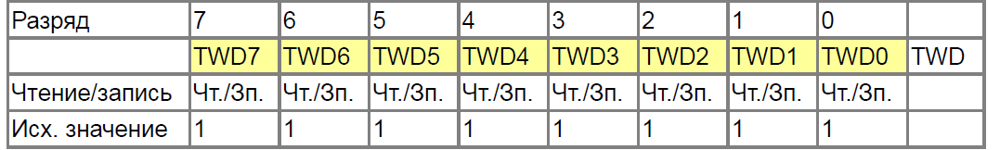 Разряд 7 6 5 4 3 2 1 0
TWD7 TWD6 TWD5 TWD4 TWD3 TWD2 TWD1 TWD0 TWD
Чтение/запись Чт./Зп. Чт./Зп. Чт./Зп. Чт./Зп. Чт./Зп. Чт./Зп. Чт./Зп. Чт./Зп.
Исх. значение 1 1 1 1 1 1 1 1